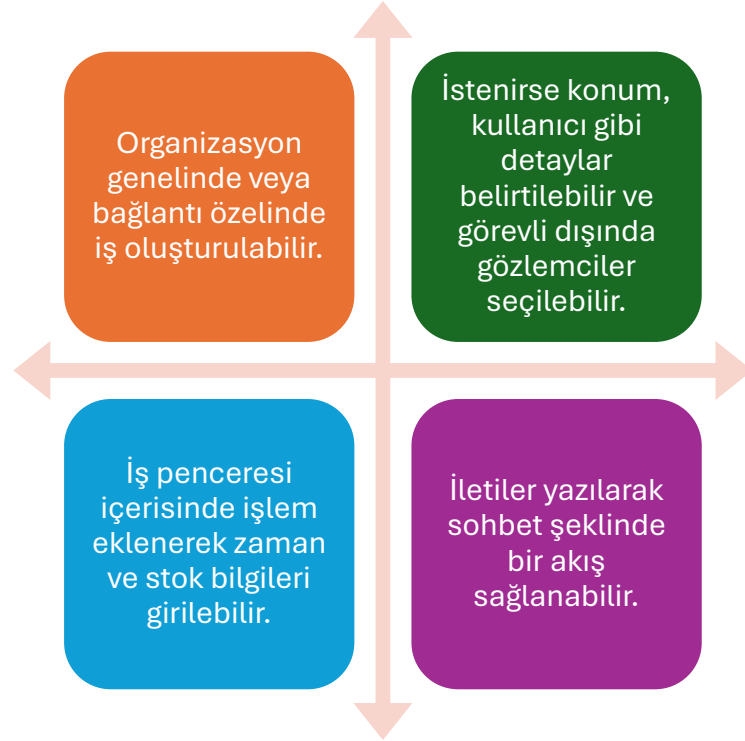 Organizasyon
genelinde veya
bağlantı özelinde
iş oluşturulabilir.
İstenirse konum,
kullanıcı gibi
detaylar
belirtilebilir ve
görevli dışında
gözlemciler
seçilebilir.
İş penceresi
içerisinde işlem
eklenerek zaman
ve stok bilgileri
girilebilir.
İletiler yazılarak
sohbet şeklinde
bir akış
sağlanabilir.